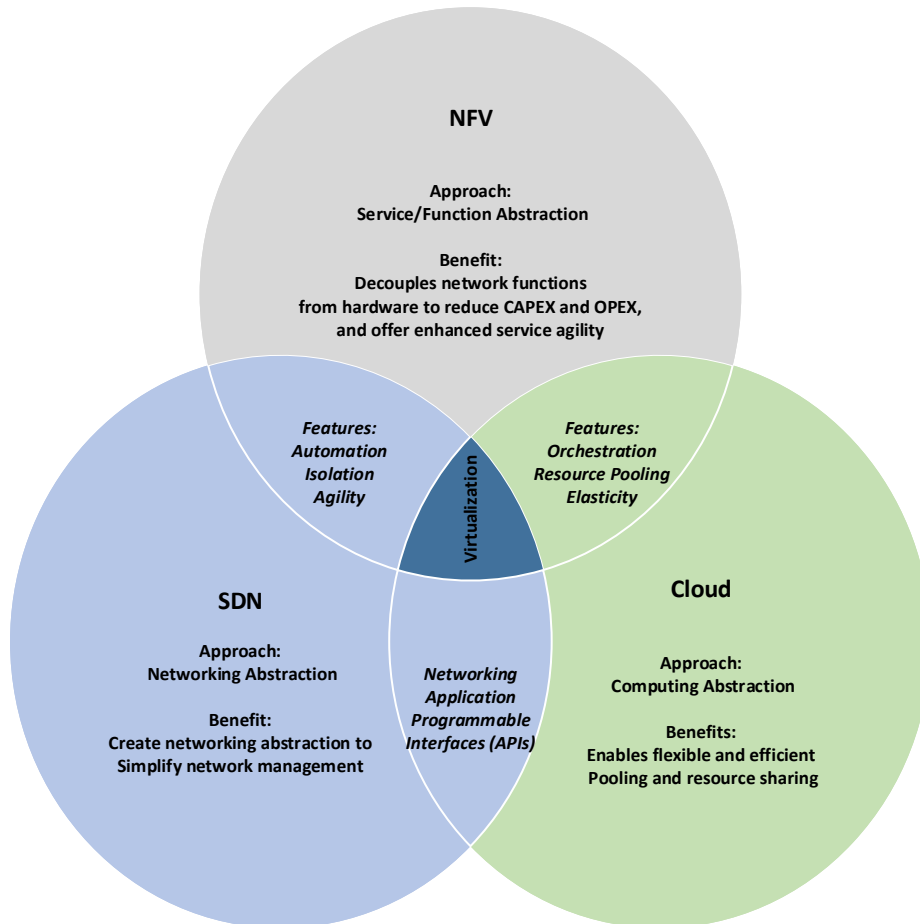 NFV
Approach:
Service/Function Abstraction
Benefit:
Decouples network functions
from hardware to reduce CAPEX and OPEX,
and offer enhanced service agility
Features:
Automation
Isolation
Agility
Virtualization
Features:
Orchestration
Resource Pooling
Elasticity
SDN
Approach:
Networking Abstraction
Benefit:
Create networking abstraction to
Simplify network management
Networking
Application
Programmable
Interfaces (APIs)
Cloud
Approach:
Computing Abstraction
Benefits:
Enables flexible and efficient
Pooling and resource sharing